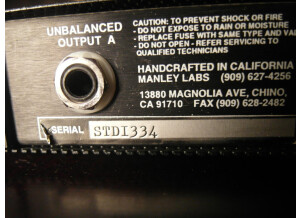 UNBALANCED
OUTPUT A
CAUTION: TO PREVENT SHOCK OR FIRE
- DO NOT EXPOSE TO RAIN OR MOISTURE
- REPLACE FUSE WITH SAME TYPE AND VAL
- DO NOT OPEN - REFER SERVICING TO
QUALIFIED TECHNICIANS
HANDCRAFTED IN CALIFORNIA
MANLEY LABS (909) 627-4256
13880 MAGNOLIA AVE, CHINO,
CA 91710 FAX (909) 628-2482
SERIAL STDI334